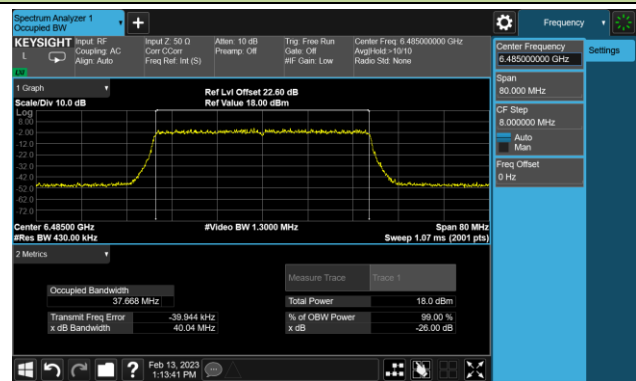 Spectrum Analyzer 1
Occupied BW
Frequency
KEYSIGHT
L
Input: RF
Coupling: AC
Align: Auto
Input Z: 50 Ω
Corr CCorr
Freq Ref: Int (S)
Atten: 10 dB
Preamp: Off
Trig: Free Run
Gate: Off
#IF Gain: Low
Center Freq: 6.485000000 GHz
Avg|Hold:>10/10
Radio Std: None
Center Frequency
6.485000000 GHz
Settings
Span
80.000 MHz
CF Step
8.000000 MHz
Auto
Man
Freq Offset
0 Hz
1 Graph
Scale/Div 10.0 dB
Ref Lvl Offset 22.60 dB
Ref Value 18.00 dBm
Log
8.00
-2.00
-12.0
-22.0
-32.0
-42.0
-52.0
-62.0
-72.0
Center 6.48500 GHz
#Res BW 430.00 kHz
#Video BW 1.3000 MHz
Span 80 MHz
Sweep 1.07 ms (2001 pts)
2 Metrics
Measure Trace
Trace 1
Occupied Bandwidth
37.668 MHz
Total Power
18.0 dBm
Transmit Freq Error
-39.944 kHz
% of OBW Power
99.00 %
x dB Bandwidth
40.04 MHz
x dB
-26.00 dB
Feb 13, 2023
1:13:41 PM